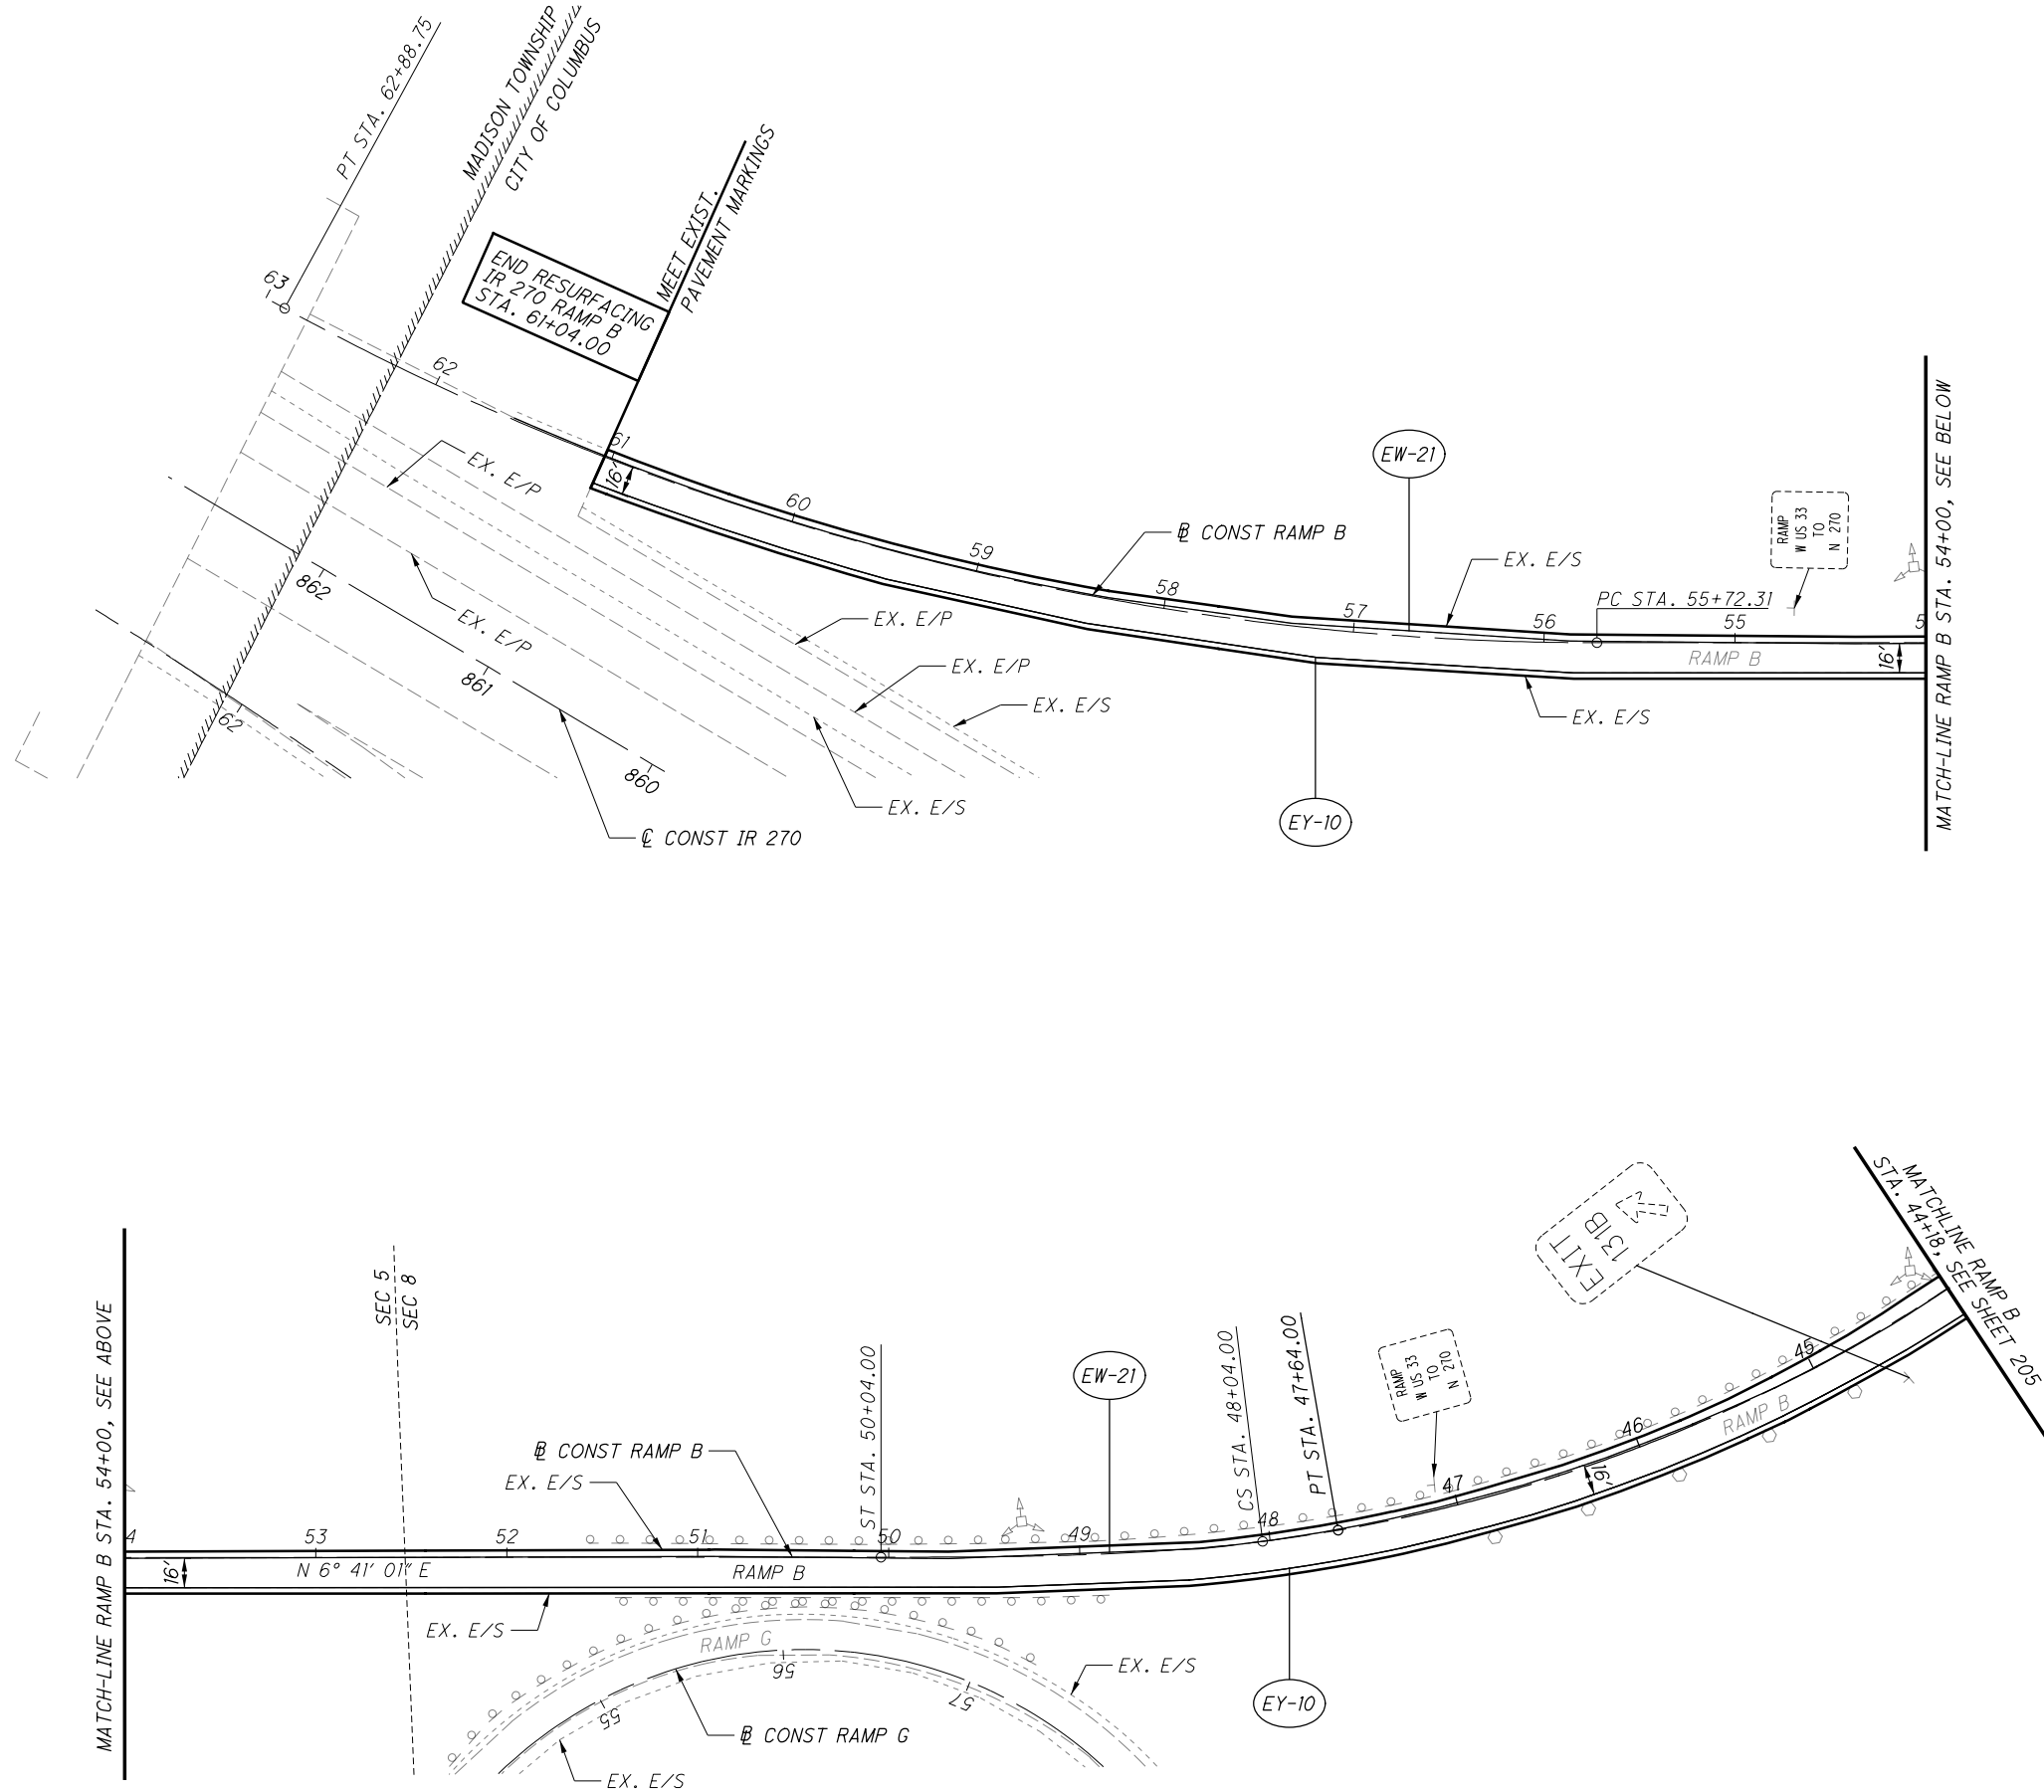 PT STA. 62+88.75
MADISON TOWNSHIP
CITY OF COLUMBUS
MEET EXIST.
PAVEMENT MARKINGS
END RESURFACING
IR 270 RAMP B
STA. 61+04.00
63
62
61
16'
60
59
58
57
56
55
5
EW-21
℄ CONST RAMP B
EX. E/S
PC STA. 55+72.31
RAMP
W US 33
TO
N 270
RAMP B
16'
MATCH-LINE RAMP B STA. 54+00, SEE BELOW
EX. E/P
EX. E/P
EX. E/P
EX. E/P
EX. E/S
EX. E/S
EX. E/S
862
861
860
62
℄ CONST IR 270
EY-10
MATCH-LINE RAMP B STA. 54+00, SEE ABOVE
SEC 5
SEC 8
4
53
52
51
50
49
48
47
46
45
16'
N 6° 41' 01" E
℄ CONST RAMP B
EX. E/S
RAMP B
ST STA. 50+04.00
EW-21
CS STA. 48+04.00
PT STA. 47+64.00
RAMP
W US 33
TO
N 270
EXIT
131B
16'
RAMP B
MATCHLINE RAMP B
STA. 44+18, SEE SHEET 205
EX. E/S
RAMP G
55
56
57
EX. E/S
℄ CONST RAMP G
EX. E/S
EY-10